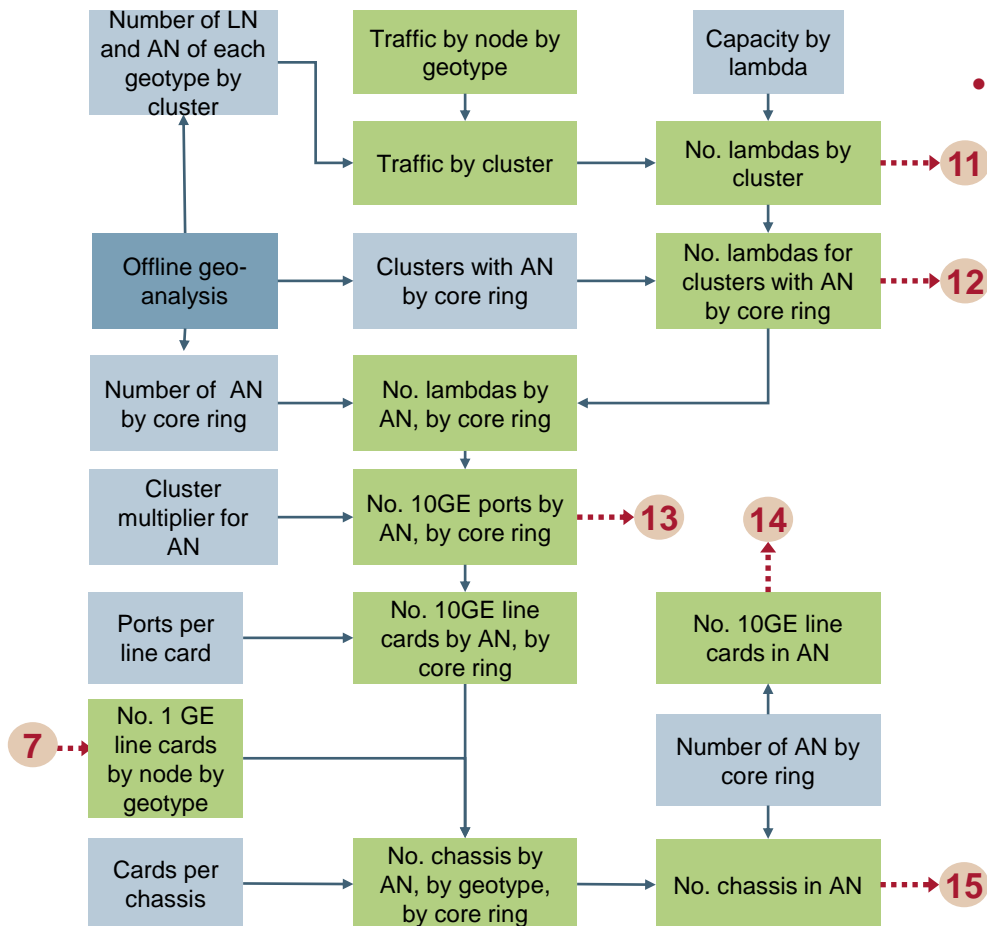 Number of LN
and AN of each
geotype by
cluster
Traffic by node by
geotype
Capacity by
lambda
•
Traffic by cluster
No. lambdas by
cluster
11
Offline geo-
analysis
Clusters with AN
by core ring
No. lambdas for
clusters with AN
by core ring
12
Number of  AN
by core ring
No. lambdas by
AN, by core ring
Cluster
multiplier for
AN
No. 10GE ports by
AN, by core ring
13
14
Ports per
line card
No. 10GE line
cards by AN, by
core ring
No. 10GE line
cards in AN
7
No. 1 GE
line cards
by node by
geotype
Number of AN by
core ring
Cards per
chassis
No. chassis by
AN, by geotype,
by core ring
No. chassis in AN
15